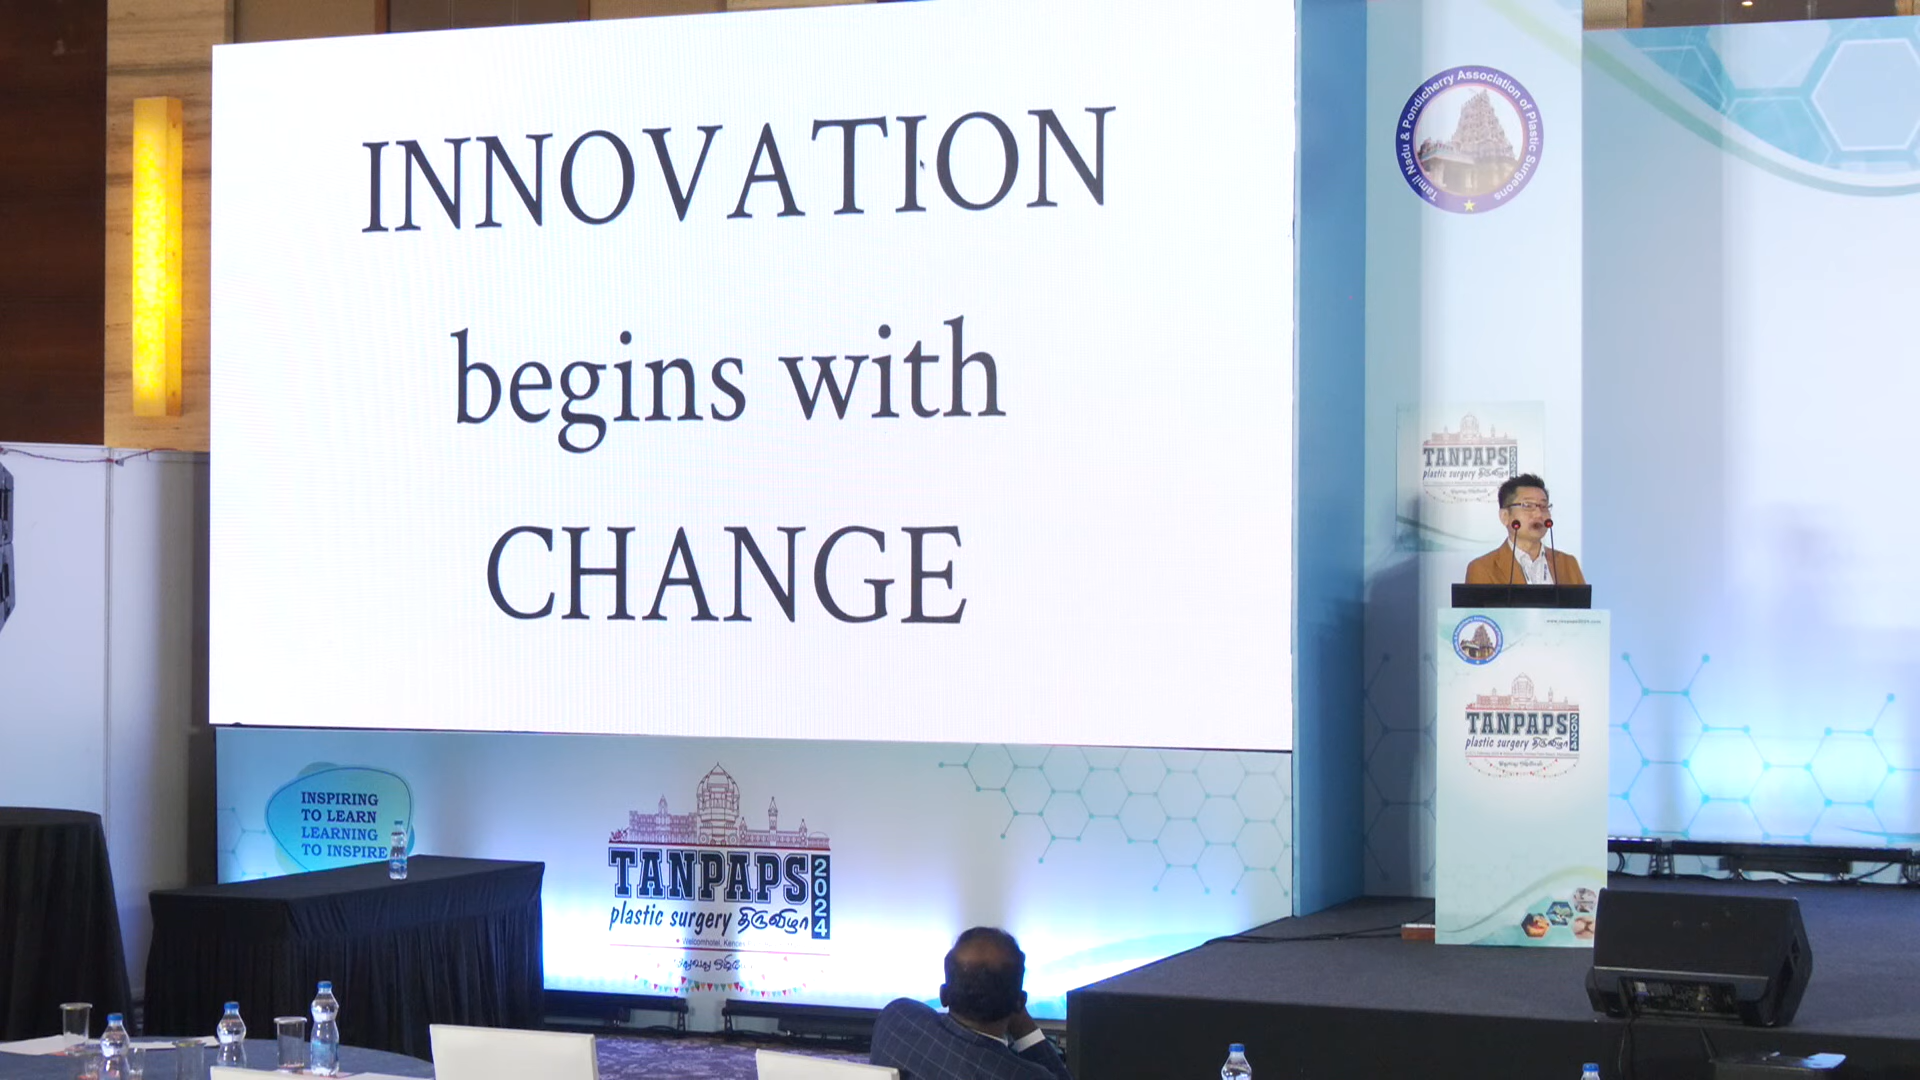 INNOVATION
begins with
CHANGE
Tamil Nadu & Pondicherry Association of Plastic Surgeons
TANPAPS
plastic surgery திருவிழா
TANPAPS 2024
plastic surgery திருவிழா
INSPIRING
TO LEARN
LEARNING
TO INSPIRE
TANPAPS 2024
plastic surgery திருவிழா
Welcomhotel,